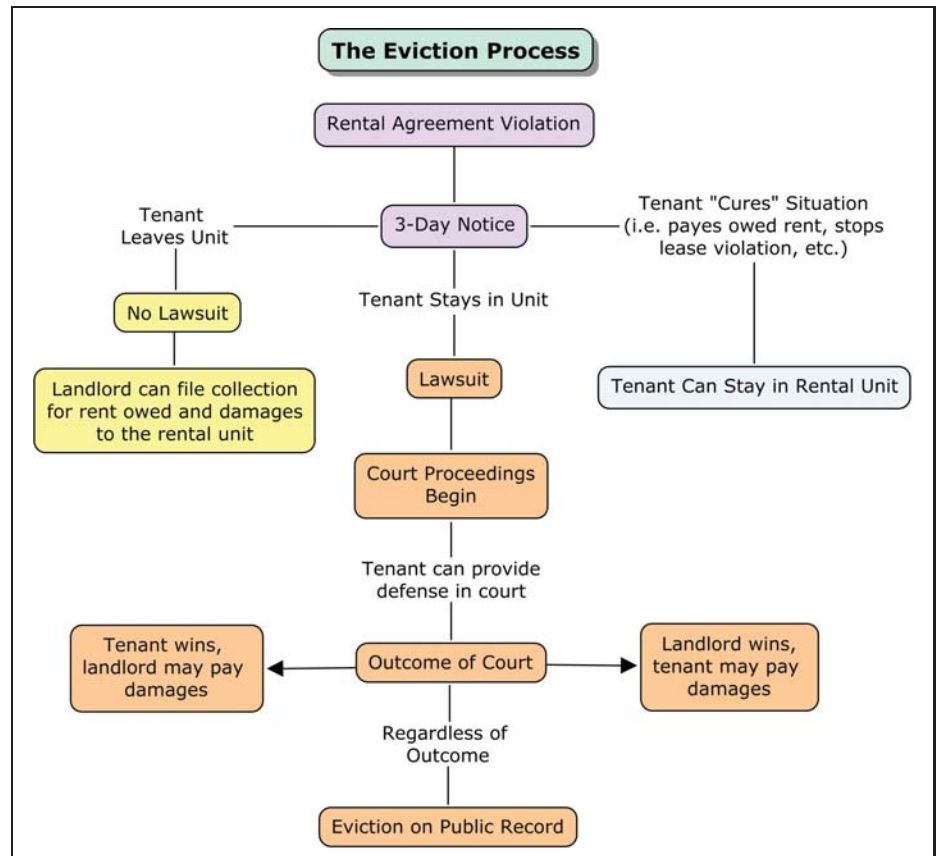 The Eviction Process
Rental Agreement Violation
Tenant
Leaves Unit
3-Day Notice
Tenant "Cures" Situation
(i.e. payes owed rent, stops
lease violation, etc.)
No Lawsuit
Tenant Stays in Unit
Landlord can file collection
for rent owed and damages
to the rental unit
Lawsuit
Tenant Can Stay in Rental Unit
Court Proceedings
Begin
Tenant can provide
defense in court
Tenant wins,
landlord may pay
damages
Outcome of Court
Landlord wins,
tenant may pay
damages
Regardless of
Outcome
Eviction on Public Record